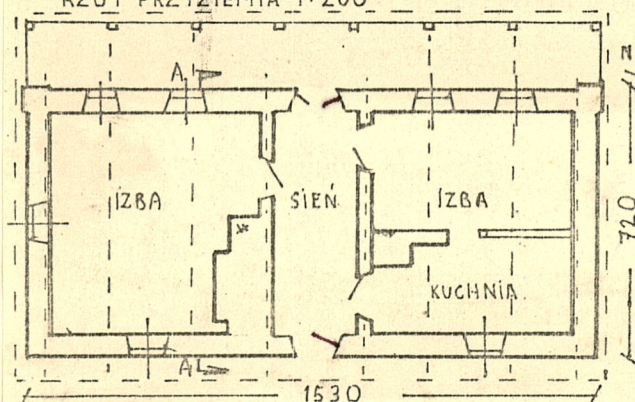 RZUT PRZYZIEMIA 1:200
A
IZBA
SIEŃ
IZBA
KUCHNIA
A
1530
720